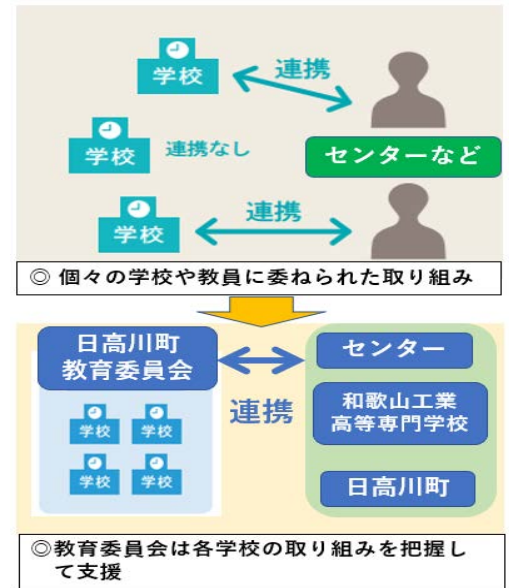 学校
連携
学校
連携なし
センターなど
学校
連携
◎ 個々の学校や教員に委ねられた取り組み
日高川町
教育委員会
学校
学校
学校
学校
連携
センター
和歌山工業
高等専門学校
日高川町
◎教育委員会は各学校の取り組みを把握し
て支援